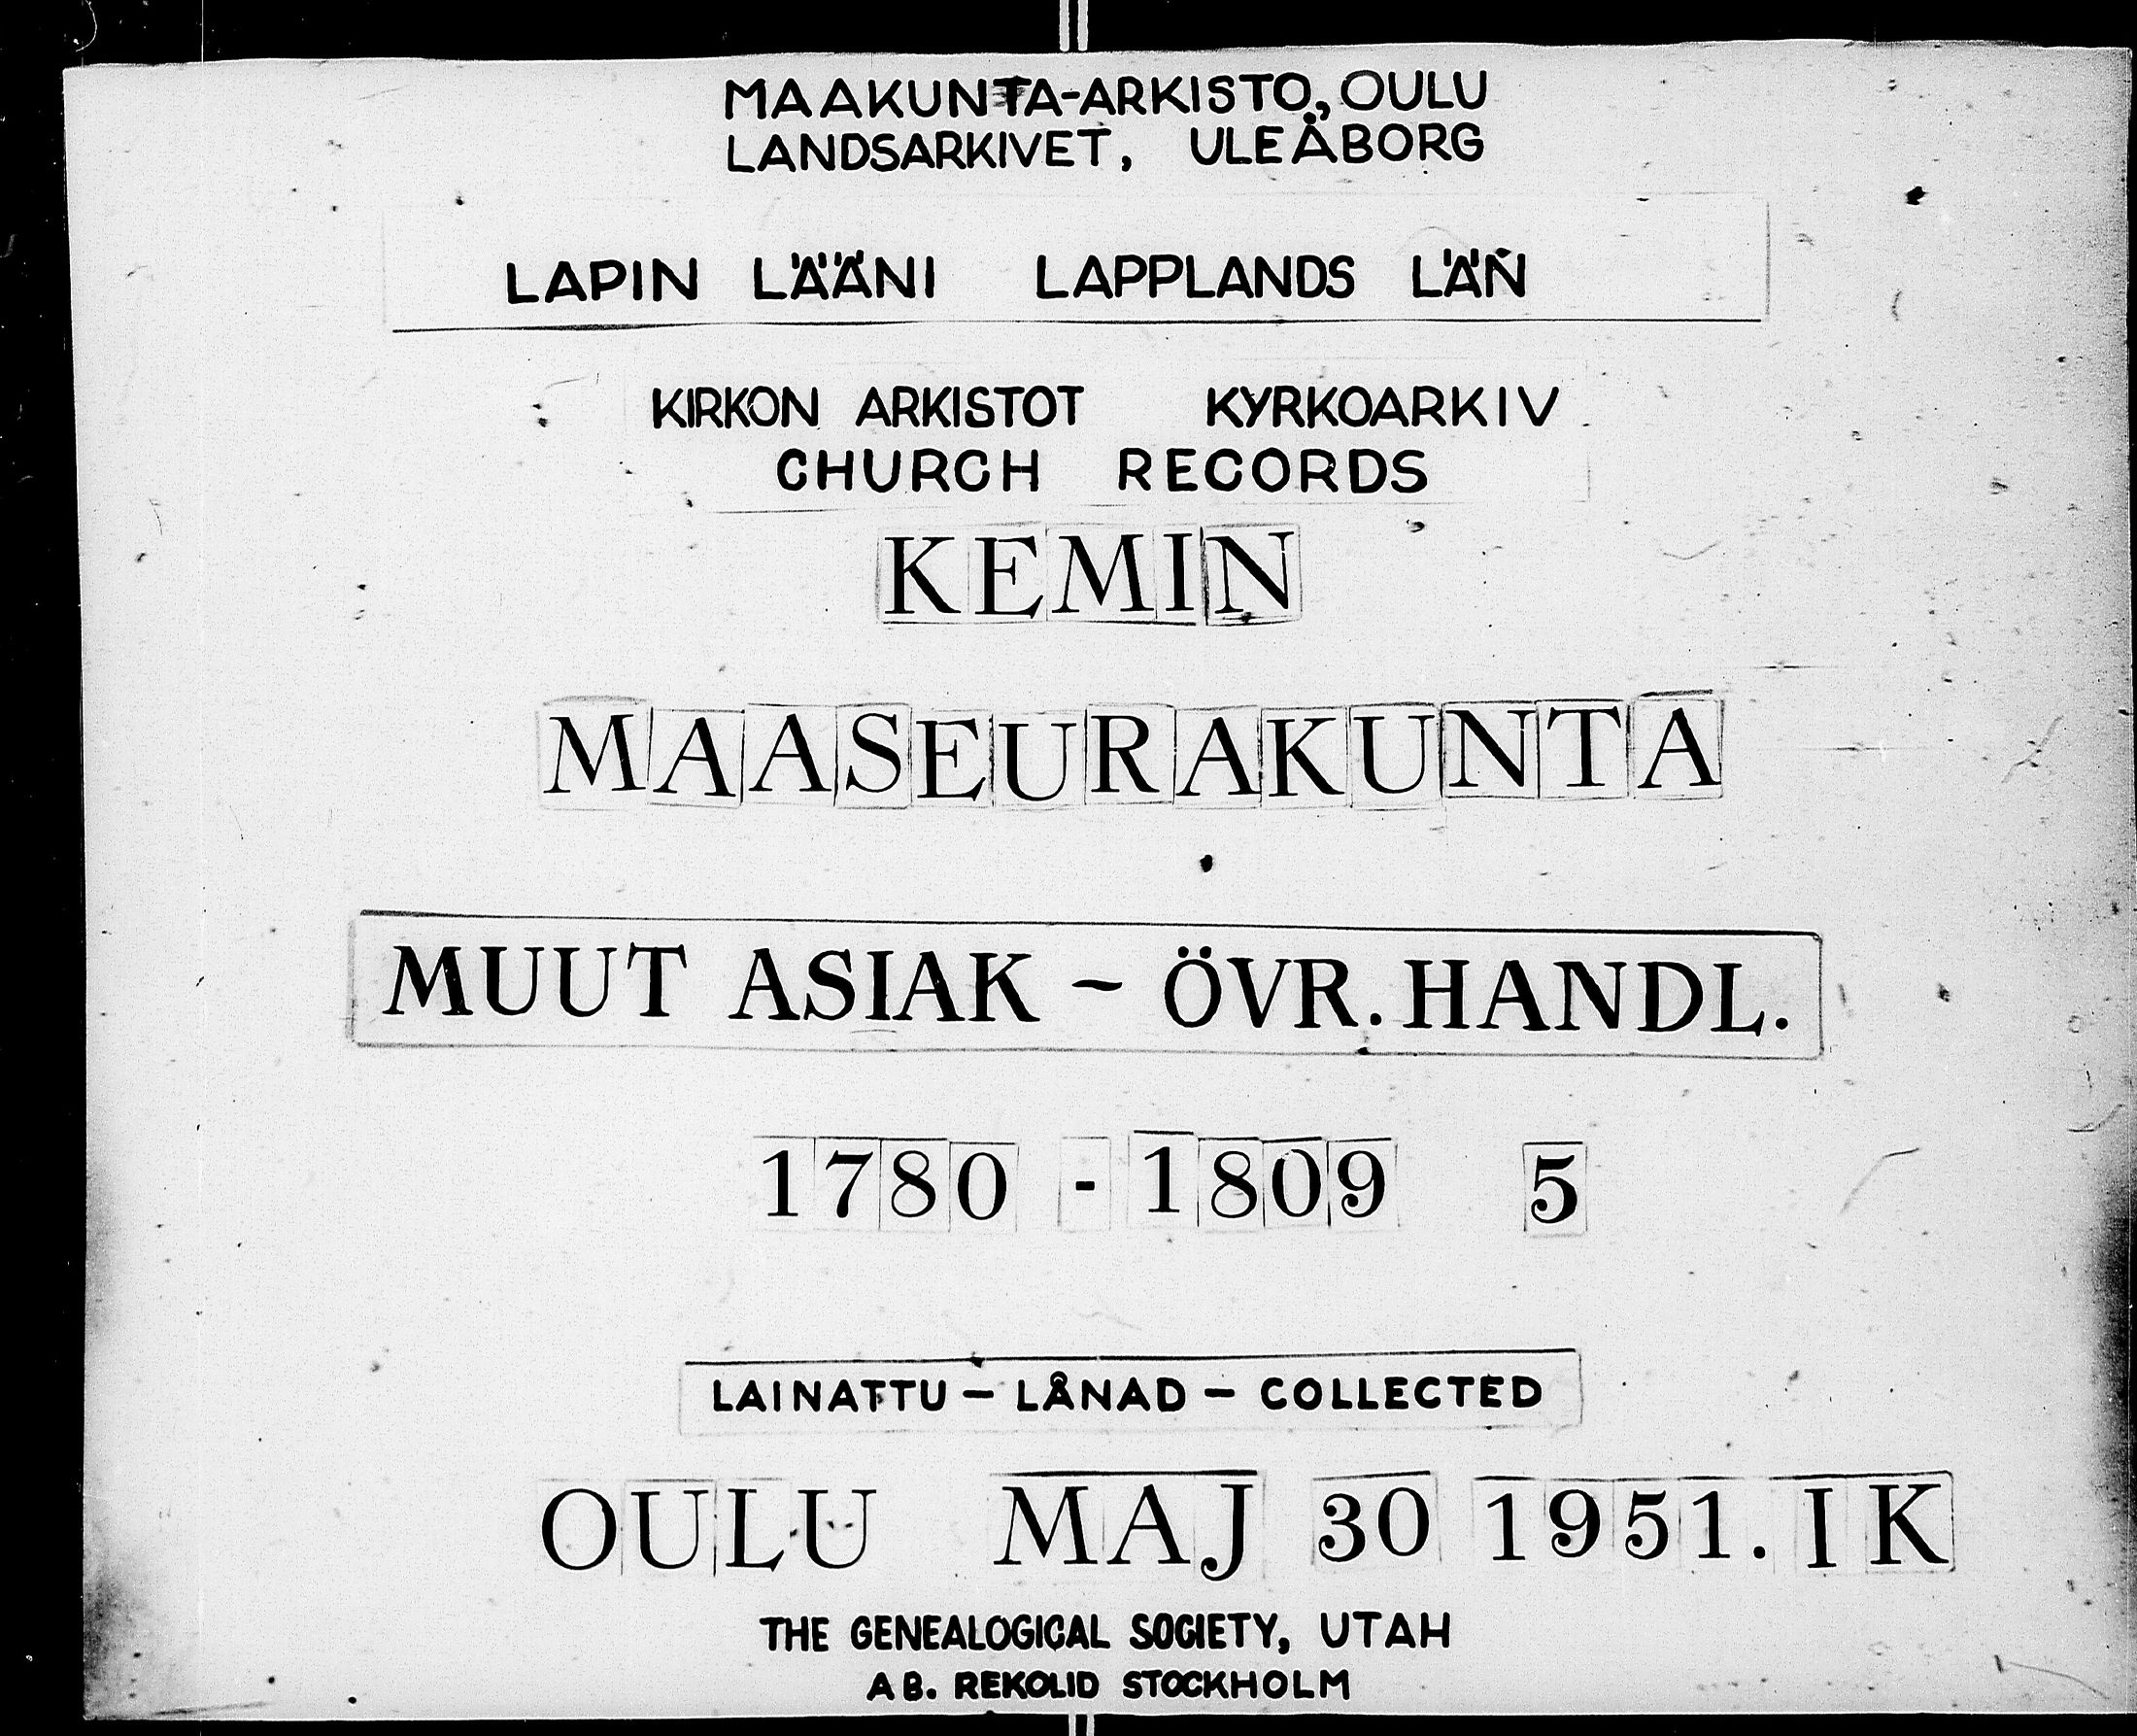 MAAKUNTA-ARKISTO, OULU
LANDSARKIVET, ULEÅBORG
LAPIN LÄÄNI LAPPLANDS LÄN
KIRKON ARKISTOT KYRKOARKIV
CHURCH RECORDS
KEMIN
MAASEURAKUNTA
MUUT ASIAK - ÖVR. HANDL.
1780 - 1809 5
LAINATTU - LÅNAD - COLLECTED
OULU MAJ 30 1951. I K
THE GENEALOGICAL SOCIETY, UTAH
AB. REKOLID STOCKHOLM